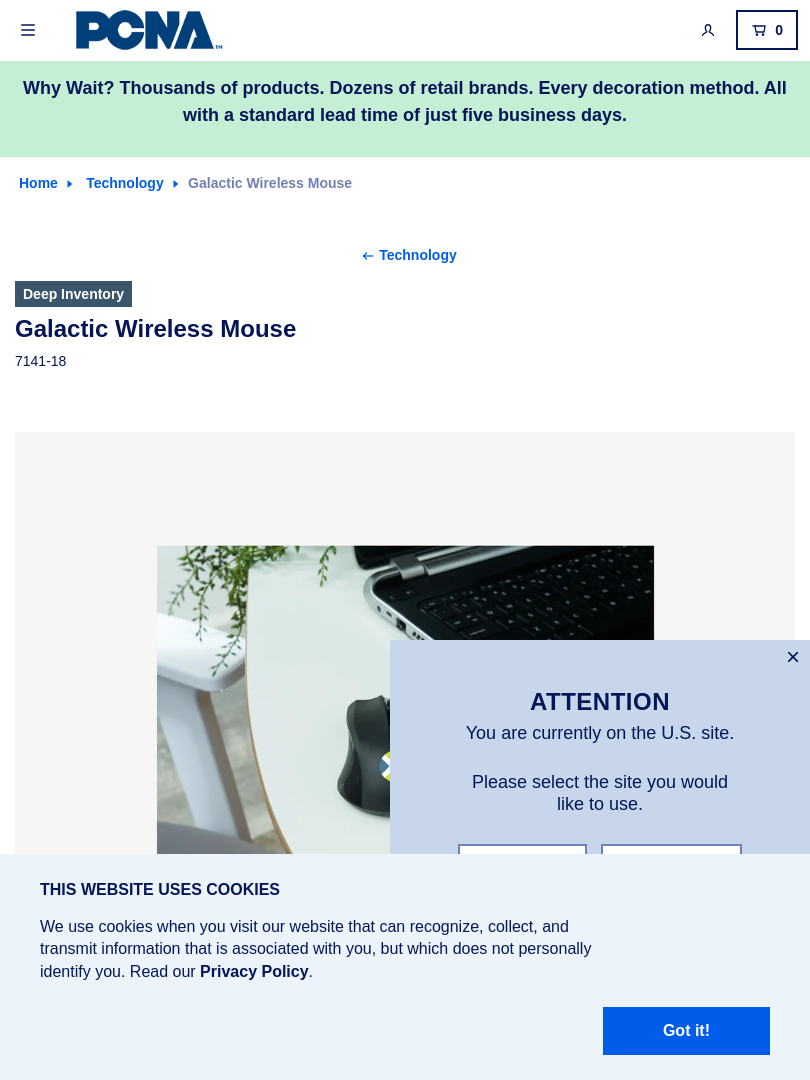 PCNA™
0
Why Wait? Thousands of products. Dozens of retail brands. Every decoration method. All
with a standard lead time of just five business days.
Home
Technology
Galactic Wireless Mouse
Technology
Deep Inventory
Galactic Wireless Mouse
7141-18
ATTENTION
You are currently on the U.S. site.
Please select the site you would
like to use.
THIS WEBSITE USES COOKIES
We use cookies when you visit our website that can recognize, collect, and
transmit information that is associated with you, but which does not personally
identify you. Read our Privacy Policy.
Got it!